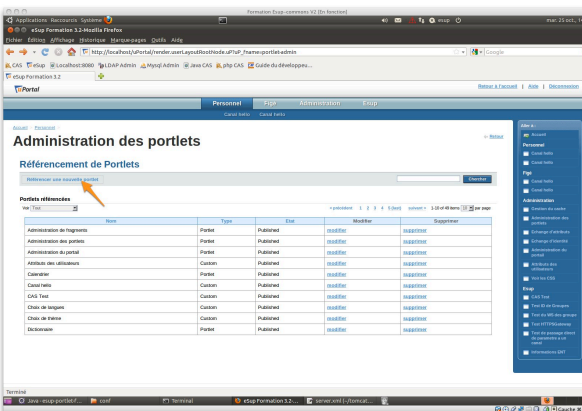 Formation Esup-commons V2 [En fonction]
Applications Raccourcis Système
esup
mar. 25 oct., 1
eSup Formation 3.2-Mozilla Firefox
Fichier Édition Affichage Historique Marque-pages Outils Aide
http://localhost/uPortal/render.userLayoutRootNode.uP?uP_fname=portlet-admin
Google
CAS eSup Localhost:8080 LDAP Admin Mysql Admin Java CAS php CAS Guide du développeu...
eSup Formation 3.2
uPortal
Retour à l'accueil | Aide | Déconnexion
Personnel Figé Administration Esup
Canal hello Canal hello
Accueil > Personnel >
Administration des portlets
Retour
Référencement de Portlets
Référencer une nouvelle portlet
Chercher
Portlets référencées
Voir Tout
< précédent 1 2 3 4 5 (last) suivant > 1-10 of 49 items 10 par page
Nom Type Etat Modifier Supprimer
Administration de fragments Portlet Published modifier supprimer
Administration des portlets Portlet Published modifier supprimer
Administration du portail Portlet Published modifier supprimer
Attributs des utilisateurs Custom Published modifier supprimer
Calendrier Portlet Published modifier supprimer
Canal hello Custom Published modifier supprimer
CAS Test Custom Published modifier supprimer
Choix de langues Custom Published modifier supprimer
Choix de thème Custom Published modifier supprimer
Dictionnaire Portlet Published modifier supprimer
Aller à :
Accueil
Personnel
Canal hello
Canal hello
Figé
Canal hello
Canal hello
Administration
Gestion du cache
Administration des
portlets
Echange d'attributs
Echange d'identité
Administration du
portail
Attributs des
utilisateurs
Voir les CSS
Esup
CAS Test
Test ID de Groupes
Test du WS des groupes
Test HTTPGateway
Test de passage direct
de paramètre a un
canal
Informations ENT
Terminé
Java -esup-portlet/f...
conf
Terminal
eSup Formation 3.2-...
server.xml (~/tomcat...
Gauche